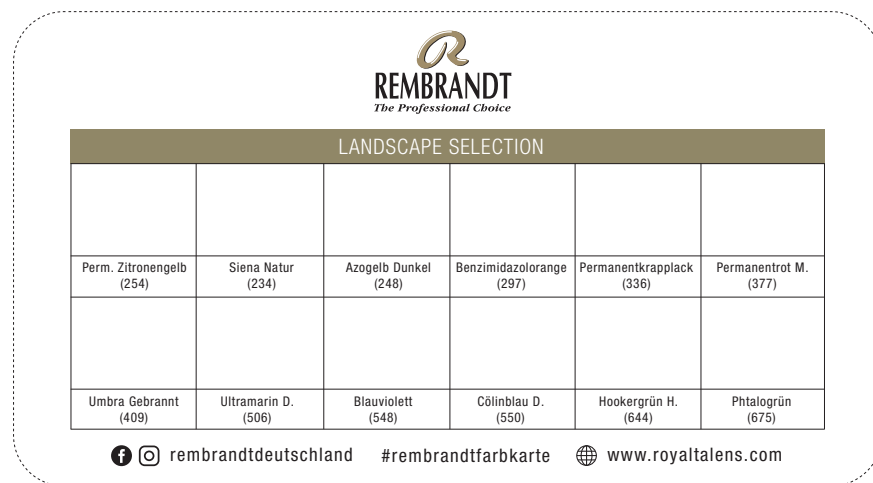 R
REMBRANDT
The Professional Choice
LANDSCAPE SELECTION
Perm. Zitronengelb
(254)
Siena Natur
(234)
Azogelb Dunkel
(248)
Benzimidazolorange
(297)
Permanentkrapplack
(336)
Permanentrot M.
(377)
Umbra Gebrannt
(409)
Ultramarin D.
(506)
Blauviolett
(548)
Cölinblau D.
(550)
Hookergrün H.
(644)
Phtalogrün
(675)
rembrandtdeutschland #rembrandtfarbkarte www.royaltalens.com